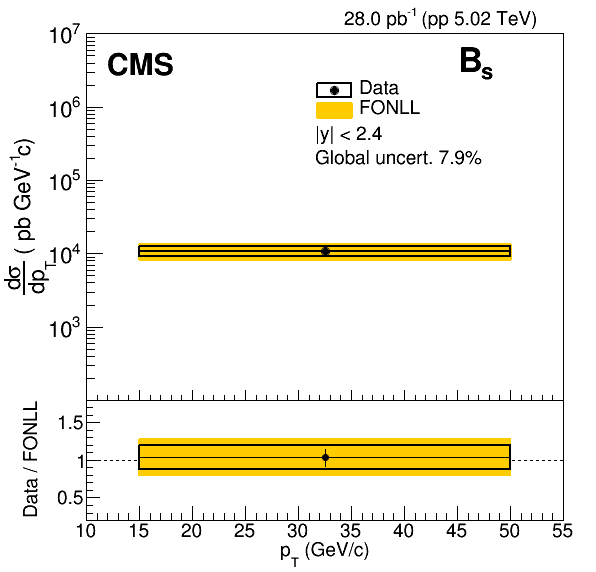 28.0 pb⁻¹ (pp 5.02 TeV)
CMS
Bₛ
Data
FONLL
|y| < 2.4
Global uncert. 7.9%
dσ/dp_T ( pb GeV⁻¹c)
10⁷
10⁶
10⁵
10⁴
10³
Data / FONLL
1.5
1
0.5
10 15 20 25 30 35 40 45 50 55
p_T (GeV/c)